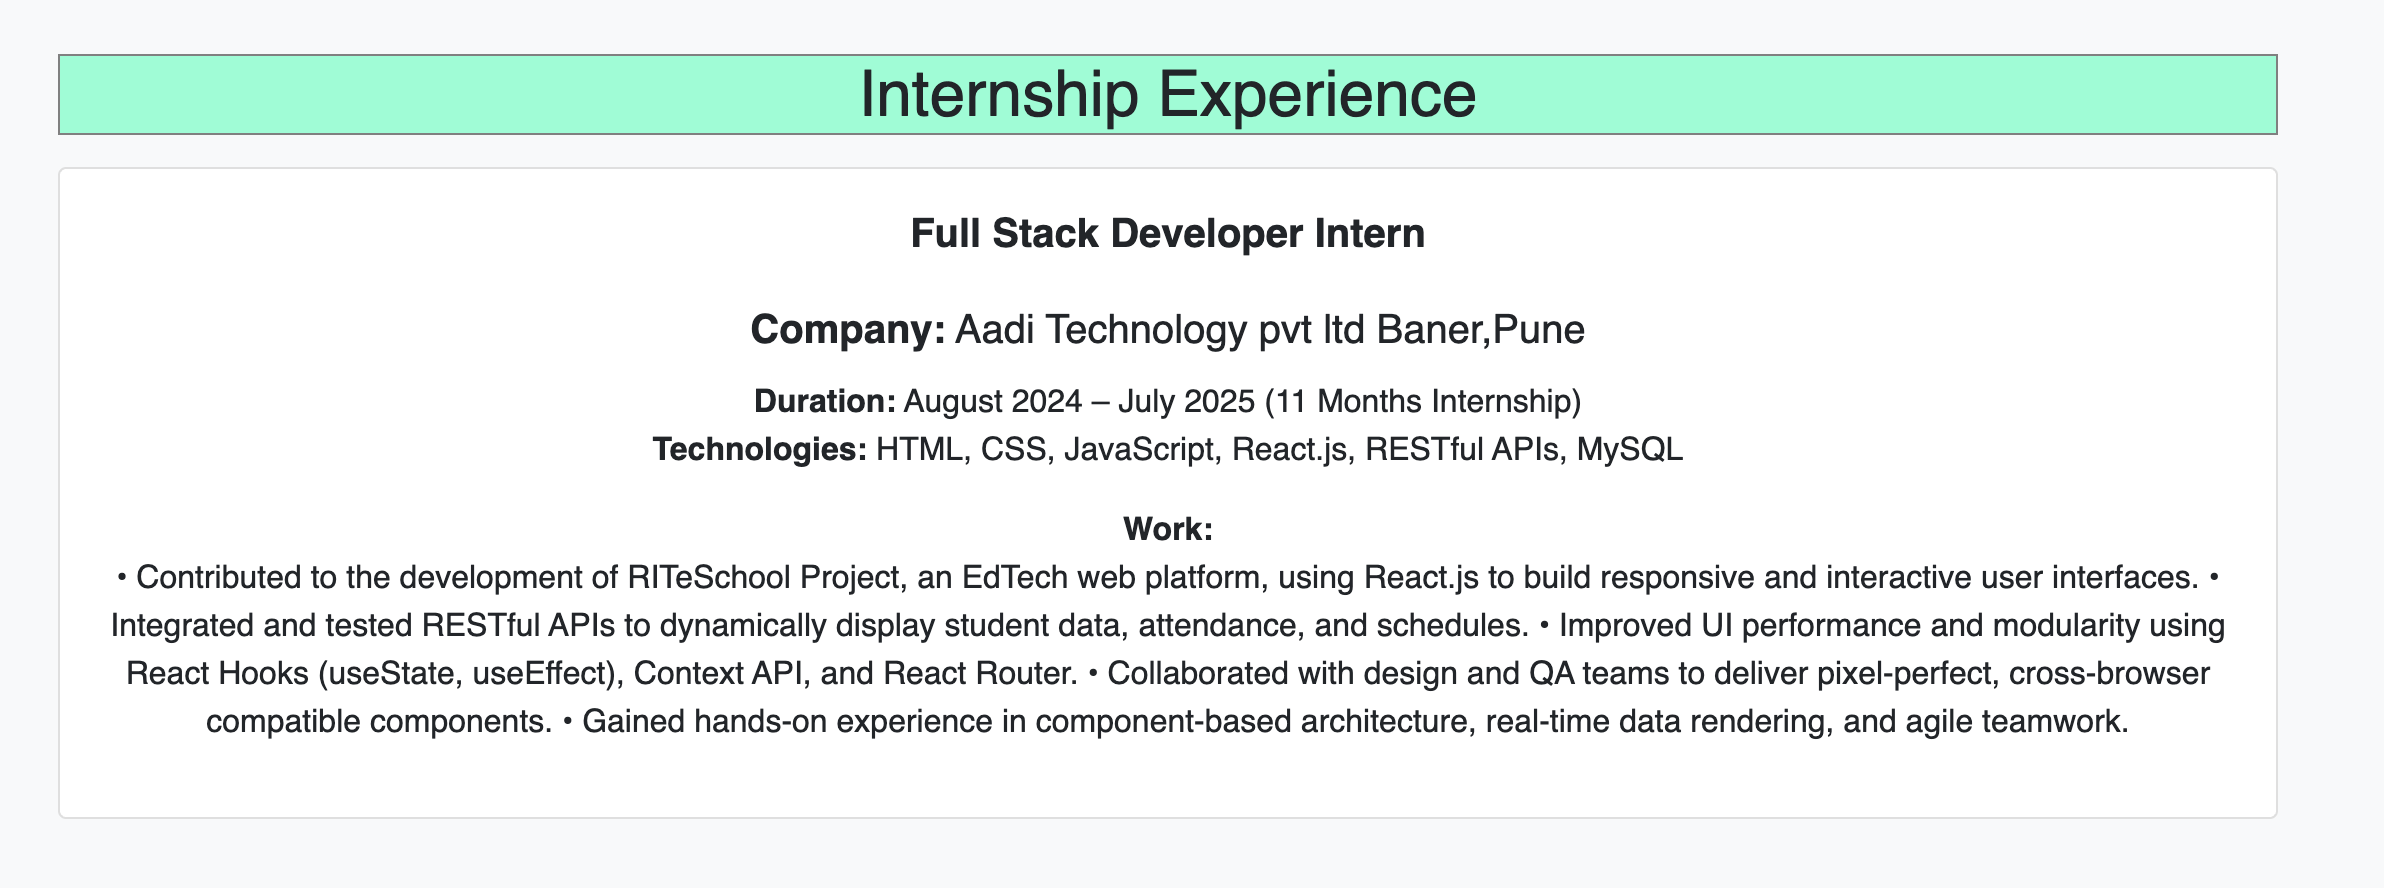 Internship Experience
Full Stack Developer Intern
Company: Aadi Technology pvt ltd Baner,Pune
Duration: August 2024 – July 2025 (11 Months Internship)
Technologies: HTML, CSS, JavaScript, React.js, RESTful APIs, MySQL
Work:
• Contributed to the development of RITeSchool Project, an EdTech web platform, using React.js to build responsive and interactive user interfaces. •
Integrated and tested RESTful APIs to dynamically display student data, attendance, and schedules. • Improved UI performance and modularity using
React Hooks (useState, useEffect), Context API, and React Router. • Collaborated with design and QA teams to deliver pixel-perfect, cross-browser
compatible components. • Gained hands-on experience in component-based architecture, real-time data rendering, and agile teamwork.